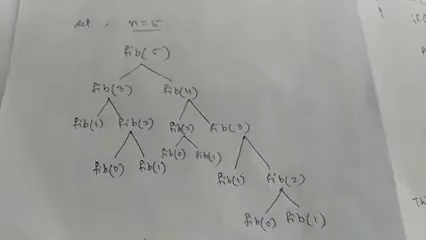 Let, n = 5
fib(5)
fib(3) fib(4)
fib(1) fib(2) fib(2) fib(3)
fib(0) fib(1) fib(0) fib(1) fib(1) fib(2)
fib(0) fib(1)